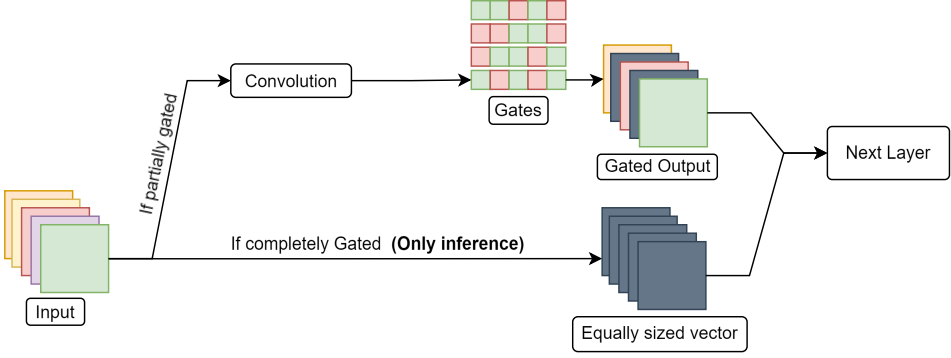 Convolution
Gates
If partially gated
Gated Output
Next Layer
If completely Gated (Only inference)
Input
Equally sized vector